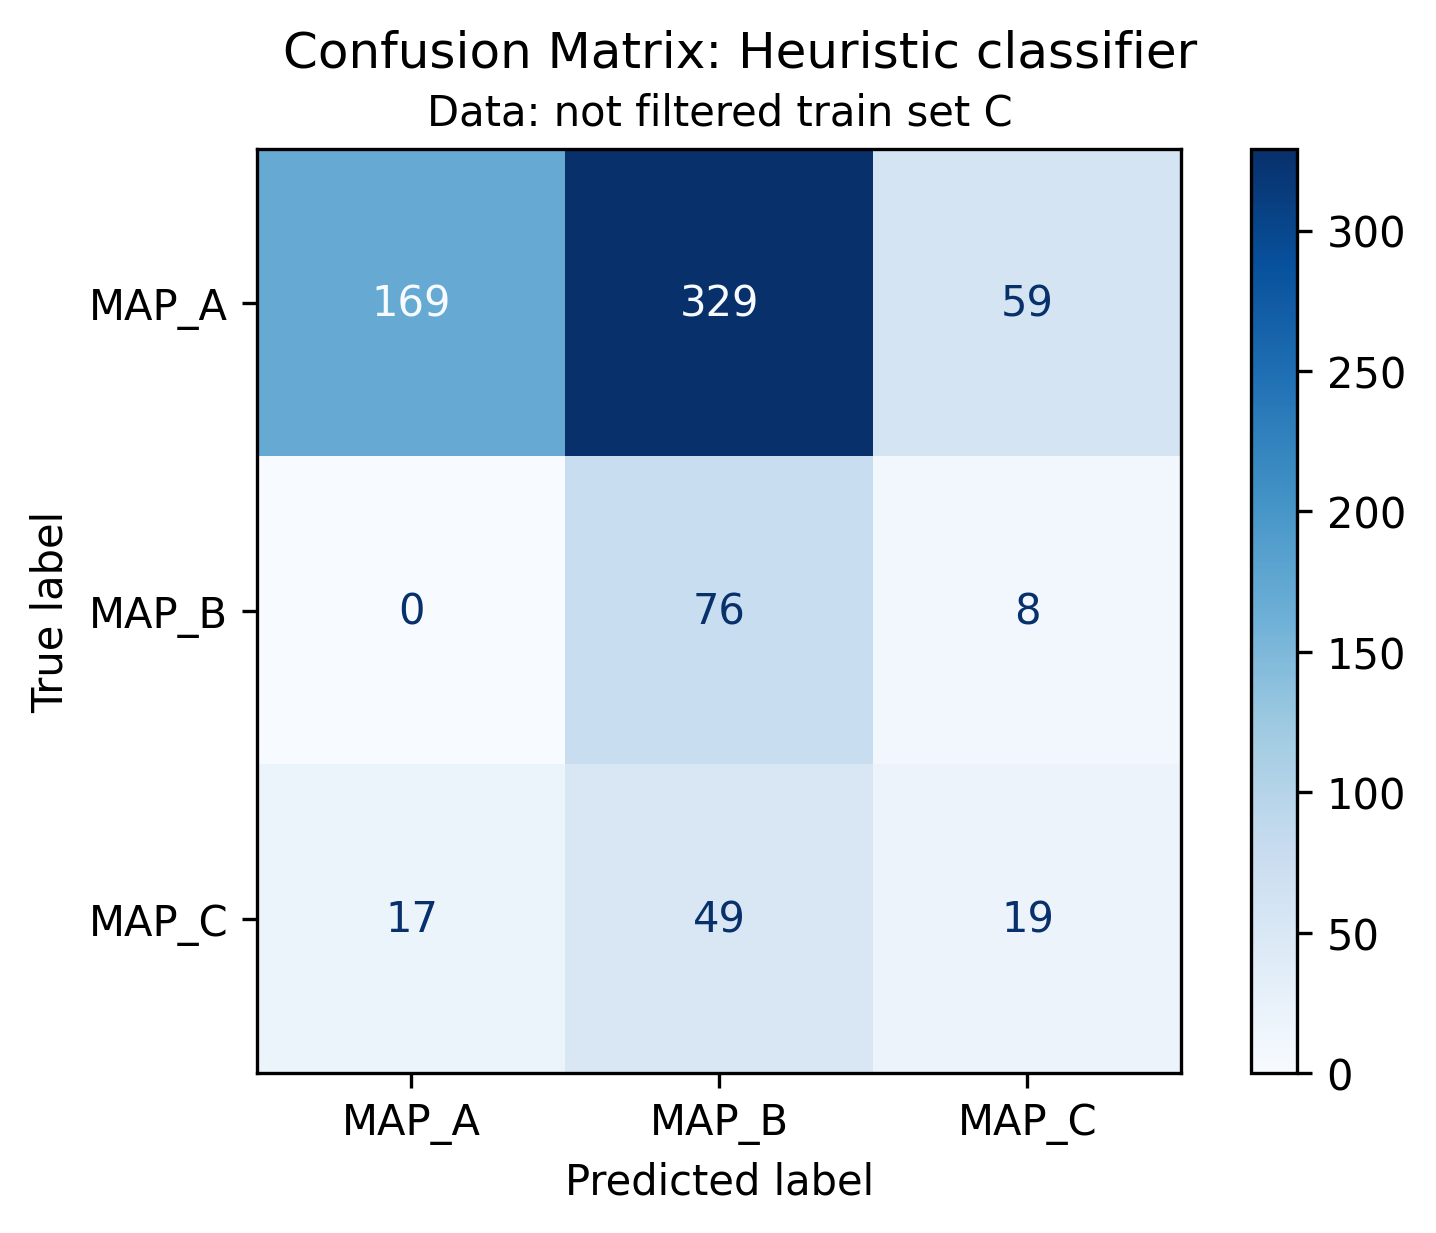 Confusion Matrix: Heuristic classifier
Data: not filtered train set C
True label
MAP_A 169 329 59
MAP_B 0 76 8
MAP_C 17 49 19
MAP_A MAP_B MAP_C
Predicted label
300
250
200
150
100
50
0